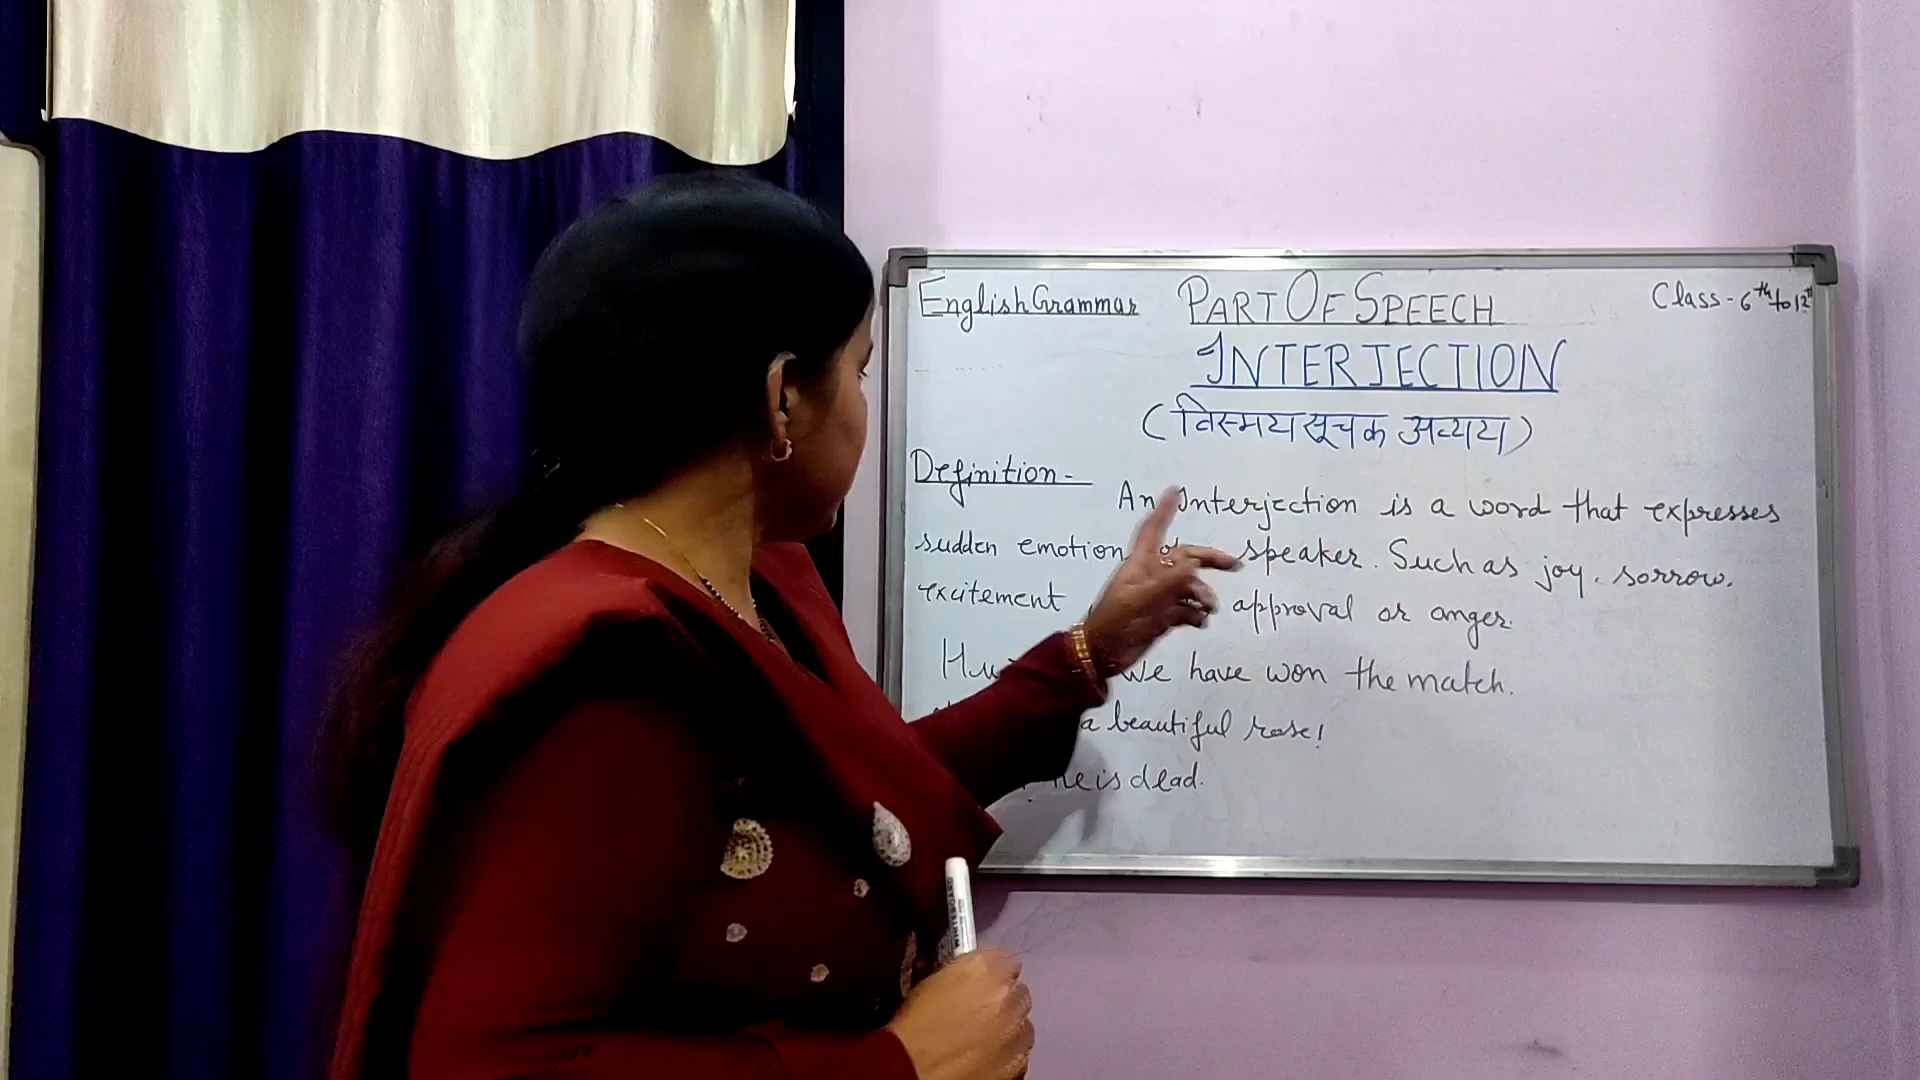 English Grammar
PART OF SPEECH
Class - 6th to 12th
INTERJECTION
(विस्मय सूचक अव्यय)
Definition -
An Interjection is a word that expresses
sudden emotion speaker. Such as joy, sorrow,
excitement approval or anger.
We have won the match.
a beautiful rose!
He is dead.